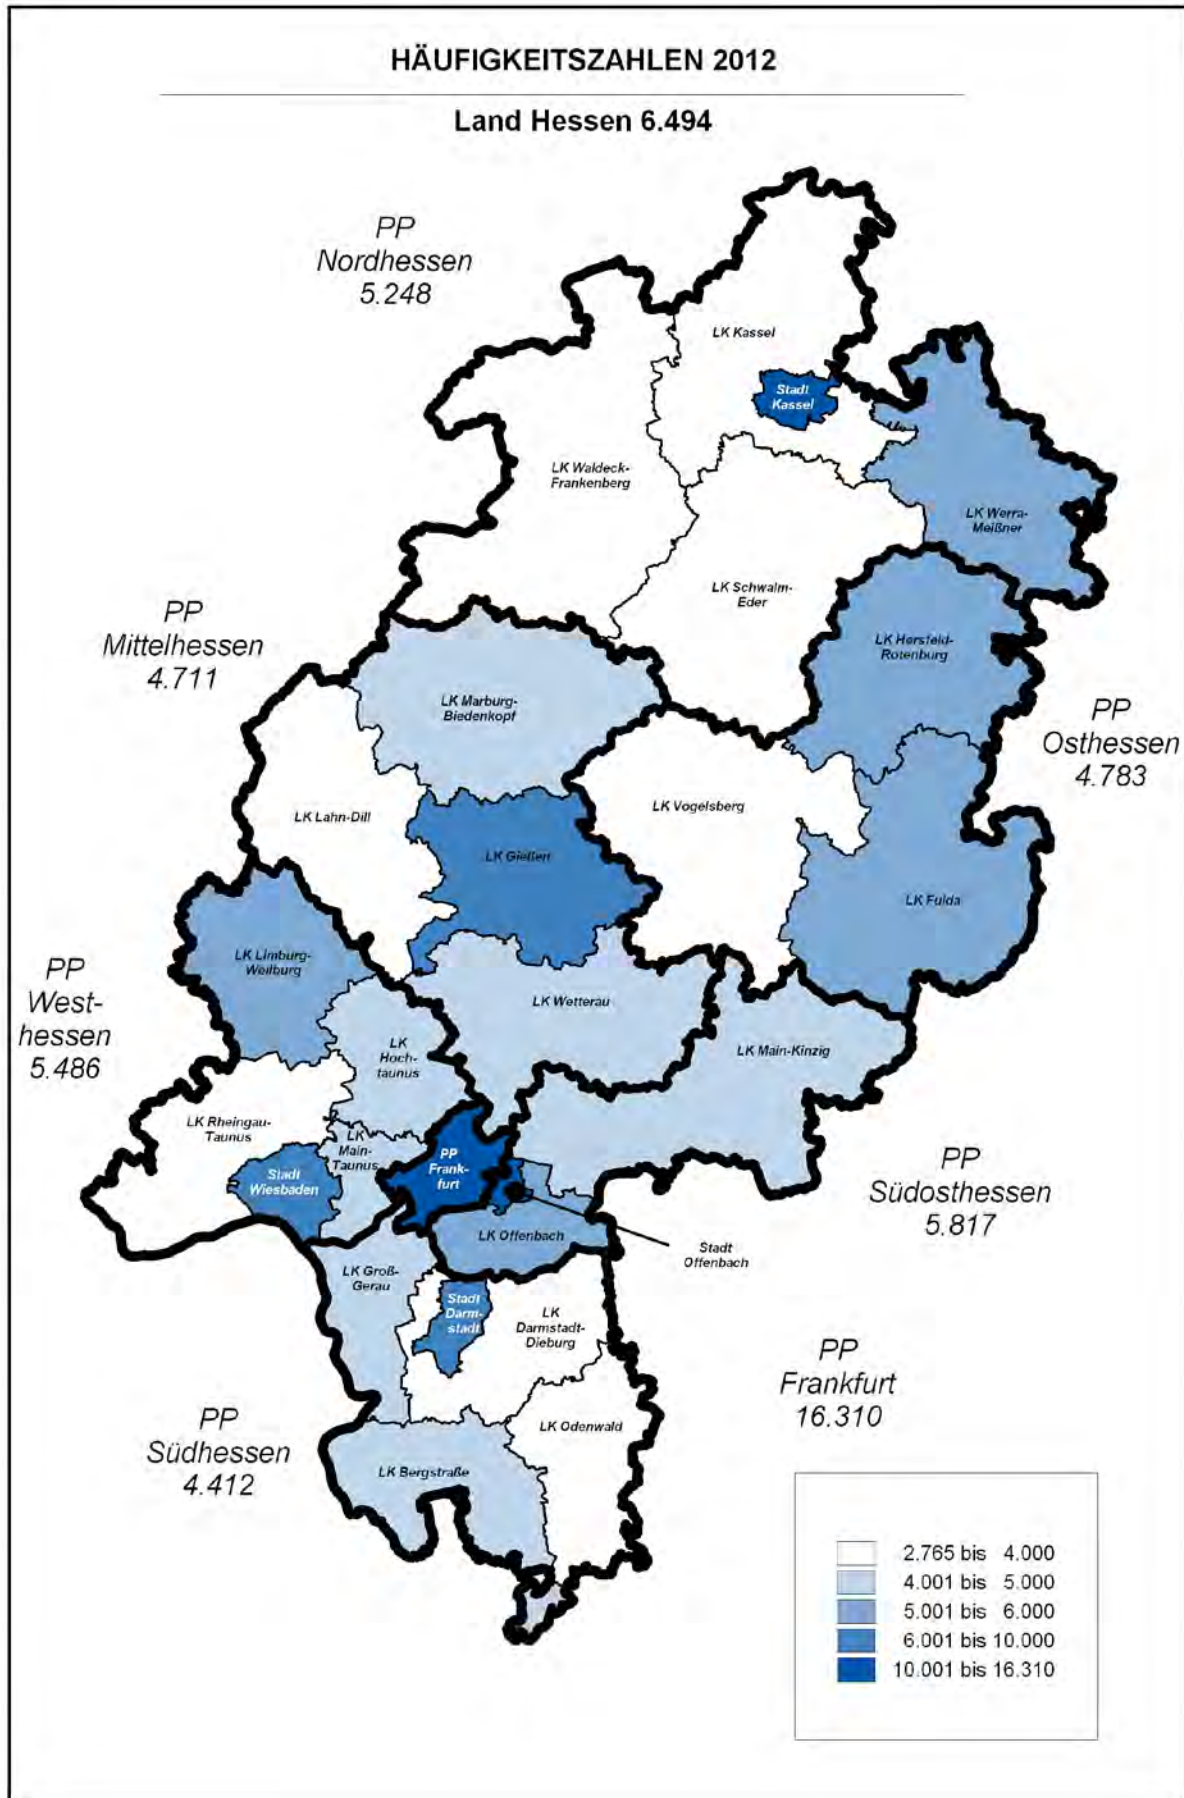 HÄUFIGKEITSZAHLEN 2012
Land Hessen 6.494
PP
Nordhessen
5.248
LK Kassel
Stadt
Kassel
LK Waldeck-
Frankenberg
LK Werra-
Meißner
LK Schwalm-
Eder
PP
Mittelhessen
4.711
LK Hersfeld-
Rotenburg
LK Marburg-
Biedenkopf
PP
Osthessen
4.783
LK Lahn-Dill
LK Vogelsberg
LK Gießen
LK Fulda
LK Limburg-
Weilburg
PP
West-
hessen
5.486
LK Wetterau
LK
Hoch-
taunus
LK Main-Kinzig
LK Rheingau-
Taunus
LK
Main-
Taunus
PP
Frank-
furt
Stadt
Wiesbaden
PP
Südosthessen
5.817
LK Offenbach
Stadt
Offenbach
LK Groß-
Gerau
Stadt
Darm-
stadt
LK
Darmstadt-
Dieburg
PP
Frankfurt
16.310
PP
Südhessen
4.412
LK Odenwald
LK Bergstraße
2.765 bis 4.000
4.001 bis 5.000
5.001 bis 6.000
6.001 bis 10.000
10.001 bis 16.310